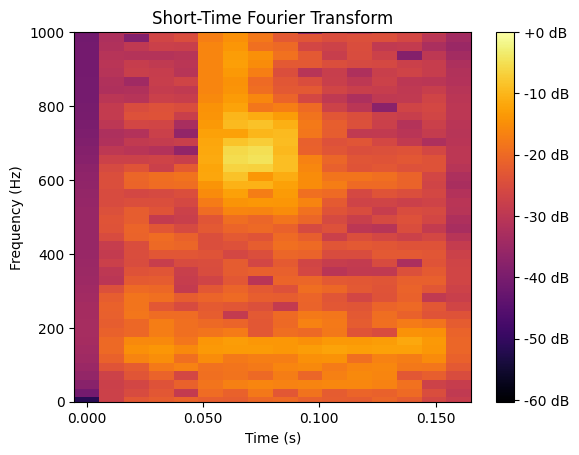 Short-Time Fourier Transform
1000
800
600
400
200
0
Frequency (Hz)
0.000
0.050
0.100
0.150
Time (s)
+0 dB
-10 dB
-20 dB
-30 dB
-40 dB
-50 dB
-60 dB